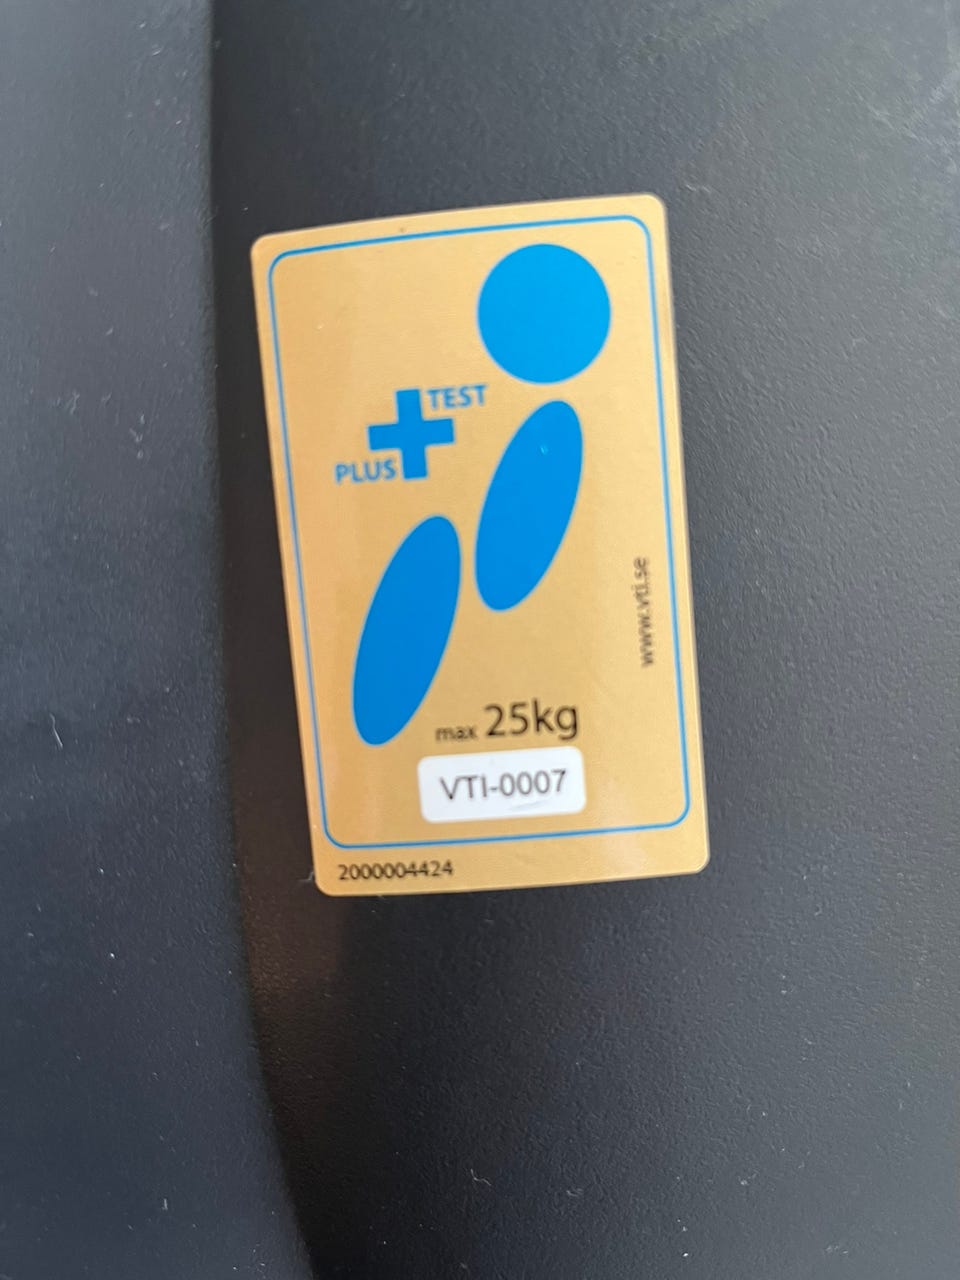 TEST
PLUS
www.vti.se
max 25kg
VTI-0007
2000004424